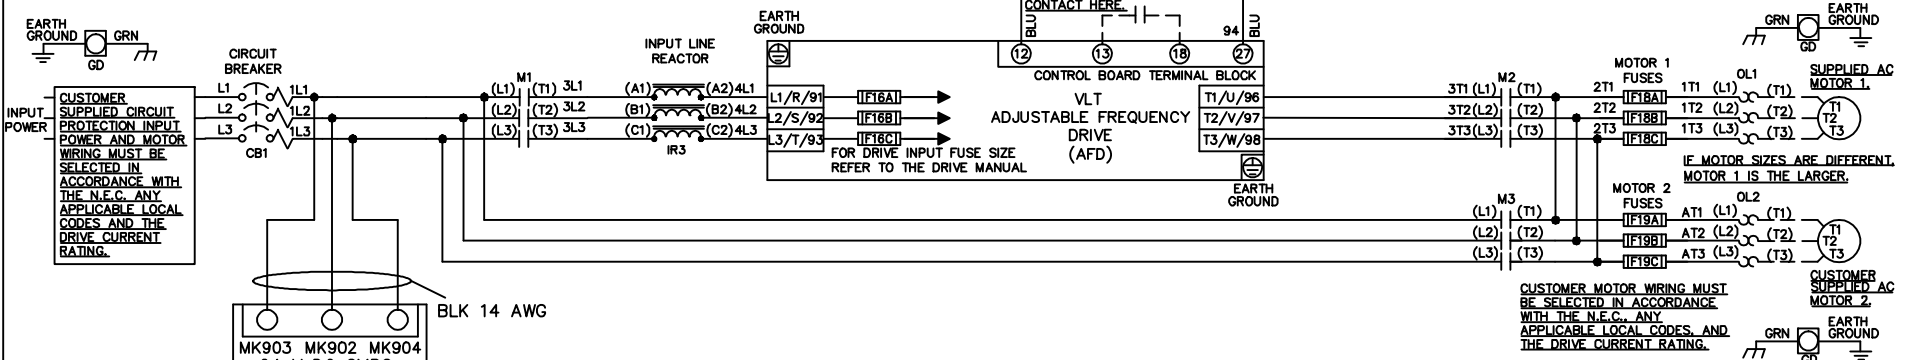 EARTH
GROUND
GRN
GD
INPUT
POWER
CUSTOMER
SUPPLIED CIRCUIT
PROTECTION INPUT
POWER AND MOTOR
WIRING MUST BE
SELECTED IN
ACCORDANCE WITH
THE N.E.C. ANY
APPLICABLE LOCAL
CODES AND THE
DRIVE CURRENT
RATING.
CIRCUIT
BREAKER
L1 1L1
L2 1L2
L3 1L3
CB1
BLK 14 AWG
MK903 MK902 MK904
M1
(L1) (T1) 3L1
(L2) (T2) 3L2
(L3) (T3) 3L3
INPUT LINE
REACTOR
(A1) (A2) 4L1
(B1) (B2) 4L2
(C1) (C2) 4L3
IR3
EARTH
GROUND
L1/R/91
L2/S/92
L3/T/93
F16A
F16B
F16C
FOR DRIVE INPUT FUSE SIZE
REFER TO THE DRIVE MANUAL
CONTACT HERE.
BLU
94 BLU
12 13 18 27
CONTROL BOARD TERMINAL BLOCK
VLT
ADJUSTABLE FREQUENCY
DRIVE
(AFD)
T1/U/96
T2/V/97
T3/W/98
EARTH
GROUND
M2
3T1 (L1) (T1)
3T2 (L2) (T2)
3T3 (L3) (T3)
MOTOR 1
FUSES
2T1 F18A 1T1 (L1) (T1)
2T2 F18B 1T2 (L2) (T2)
2T3 F18C 1T3 (L3) (T3)
OL1
GRN
GD
EARTH
GROUND
SUPPLIED AC
MOTOR 1.
T1
T2
T3
IF MOTOR SIZES ARE DIFFERENT,
MOTOR 1 IS THE LARGER.
M3
(L1) (T1)
(L2) (T2)
(L3) (T3)
MOTOR 2
FUSES
F19A AT1 (L1) (T1)
F19B AT2 (L2) (T2)
F19C AT3 (L3) (T3)
OL2
T1
T2
T3
CUSTOMER
SUPPLIED AC
MOTOR 2.
CUSTOMER MOTOR WIRING MUST
BE SELECTED IN ACCORDANCE
WITH THE N.E.C., ANY
APPLICABLE LOCAL CODES, AND
THE DRIVE CURRENT RATING.
GRN
GD
EARTH
GROUND